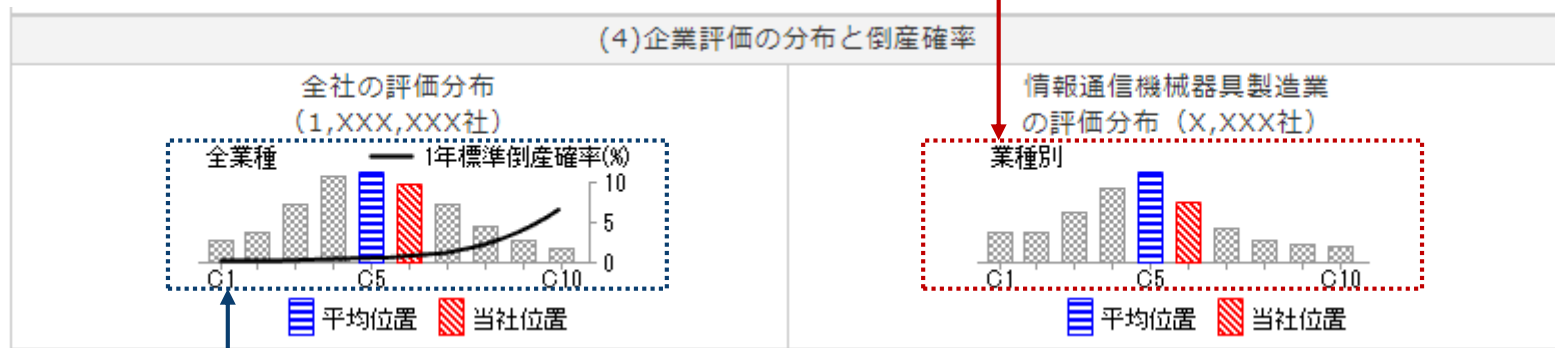 (4)企業評価の分布と倒産確率
全社の評価分布
（1,XXX,XXX社）
全業種 1年標準倒産確率(%)
10
5
0
C1 C5 C10
平均位置 当社位置
情報通信機械器具製造業
の評価分布（X,XXX社）
業種別
C1 C5 C10
平均位置 当社位置